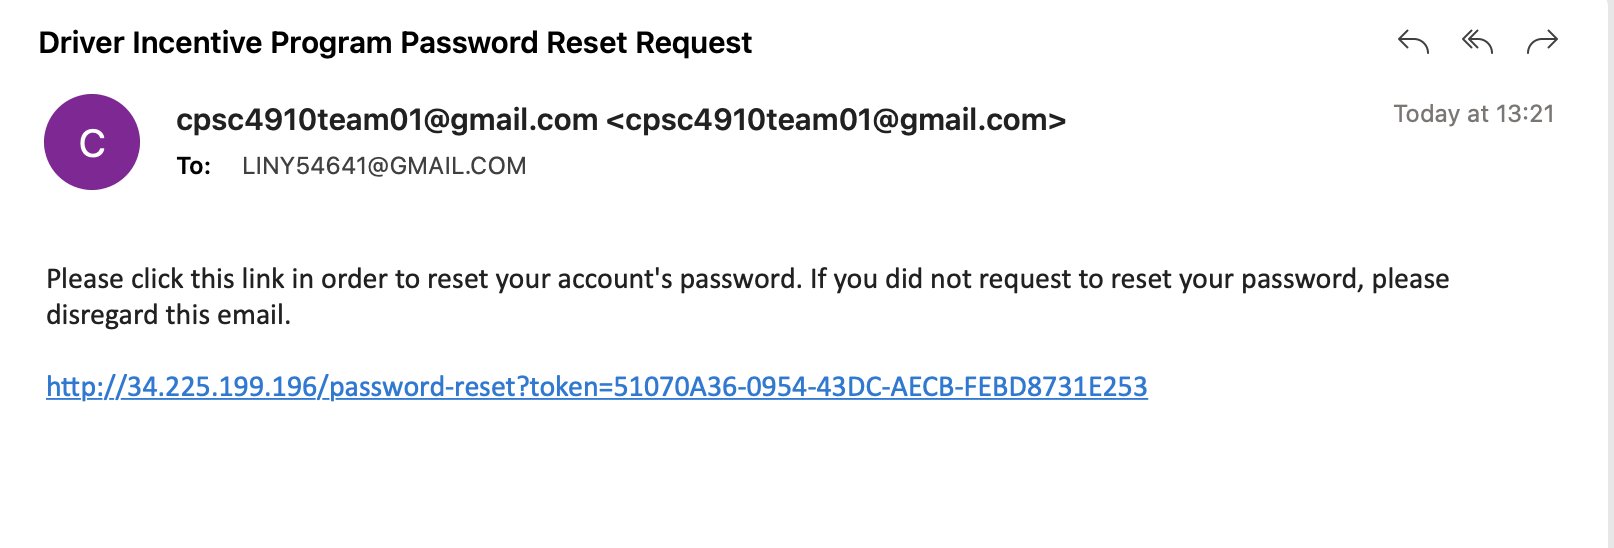 Driver Incentive Program Password Reset Request
C
cpsc4910team01@gmail.com <cpsc4910team01@gmail.com>
Today at 13:21
To: LINY54641@GMAIL.COM
Please click this link in order to reset your account's password. If you did not request to reset your password, please
disregard this email.
http://34.225.199.196/password-reset?token=51070A36-0954-43DC-AECB-FEBD8731E253